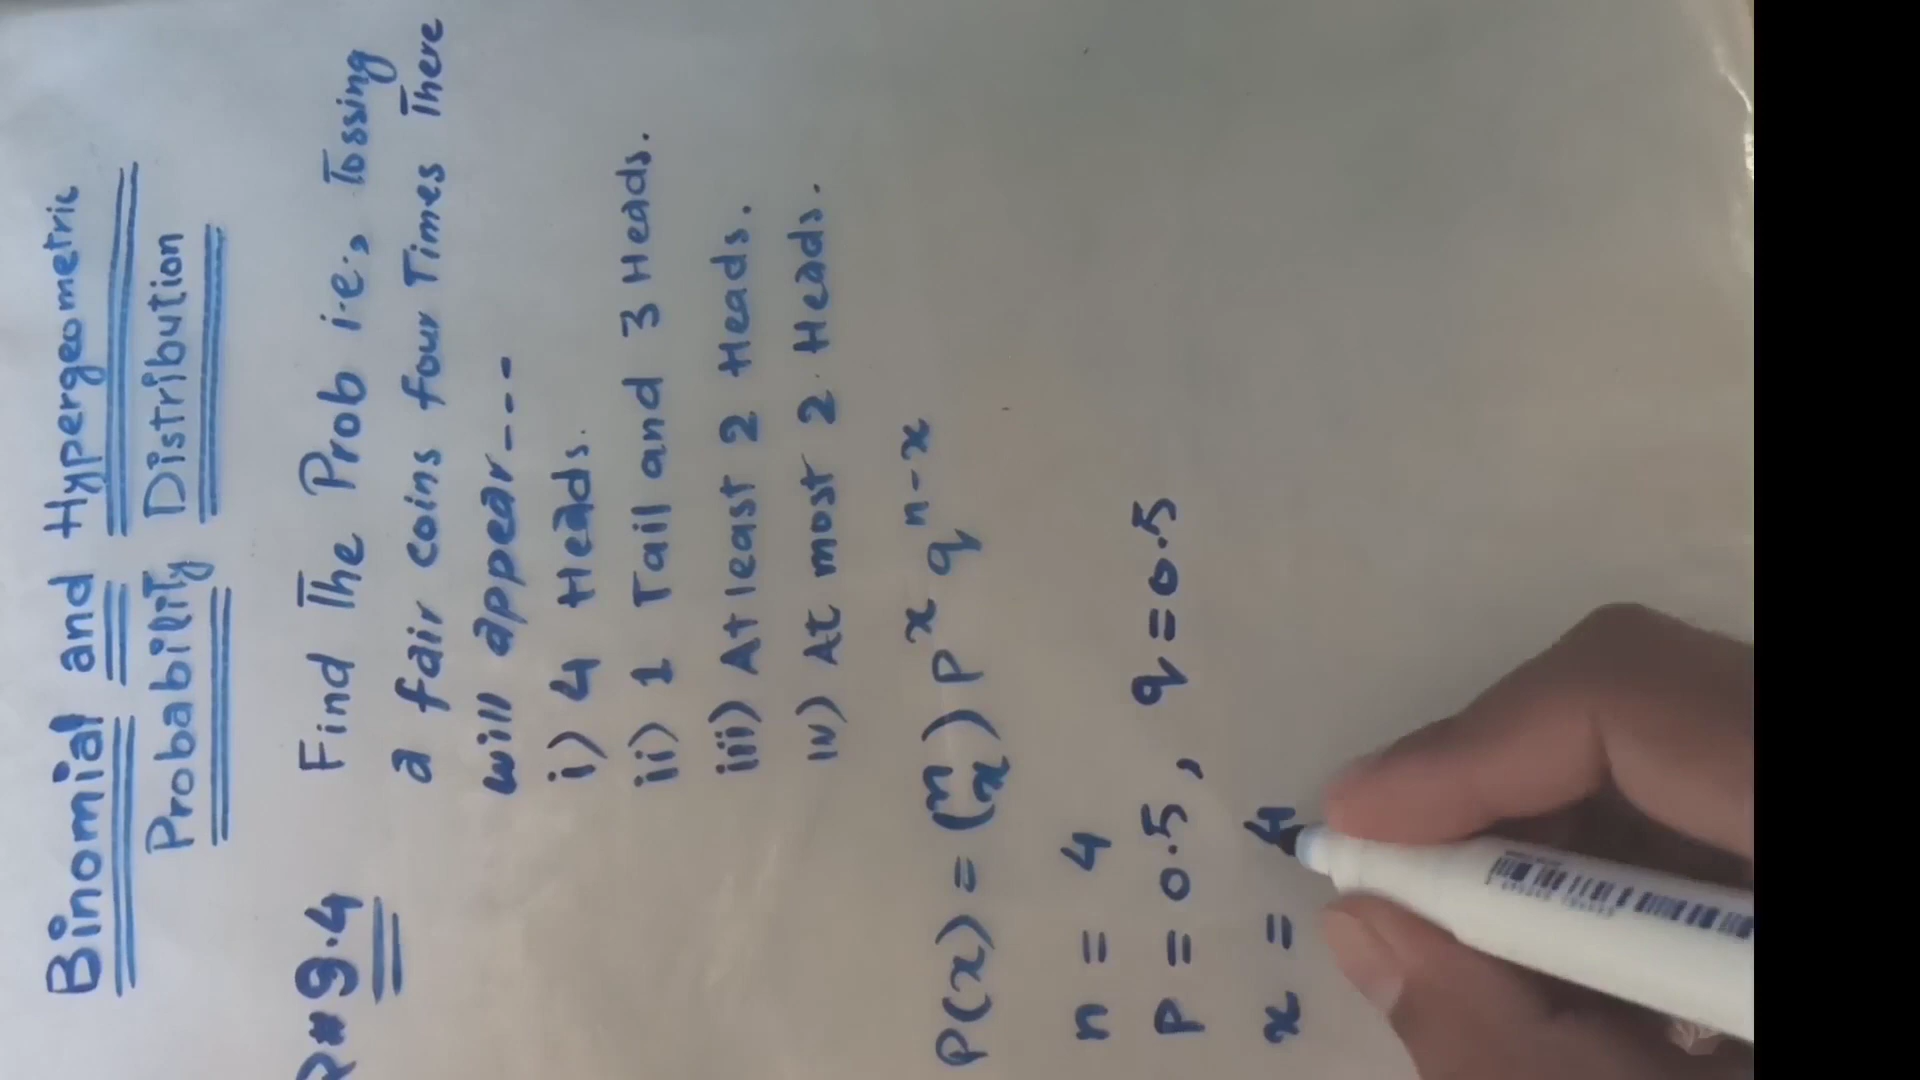 Binomial and Hypergeometric
Probability Distribution
P# 9.4 Find The Prob i.e., Tossing
a fair coins four Times There
will appear----
i) 4 Heads.
ii) 1 Tail and 3 Heads.
iii) At least 2 Heads.
iv) At most 2 Heads.
P(x) = (n x) P^x q^n-x
n = 4
P = 0.5, q = 0.5
x = 4